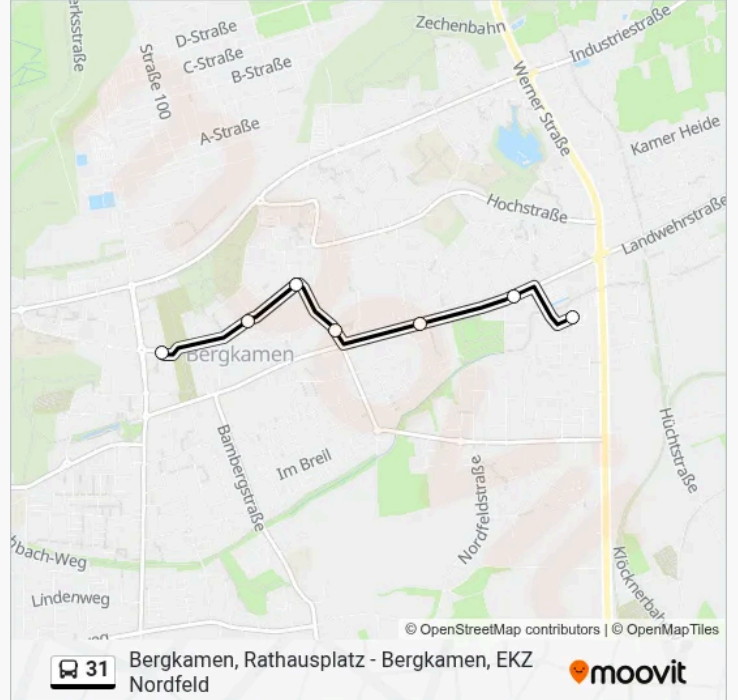 Zechenbahn
Industriestraße
D-Straße
C-Straße
B-Straße
Straße 100
Werner Straße
A-Straße
Kamer Heide
Hochstraße
Landwehrstraße
Bergkamen
Bambergstraße
Im Breil
Nordfeldstraße
Hüchtstraße
bach-Weg
Lindenweg
Klöcknerbah
© OpenStreetMap contributors | © OpenMapTiles
31
Bergkamen, Rathausplatz - Bergkamen, EKZ
Nordfeld
moovit